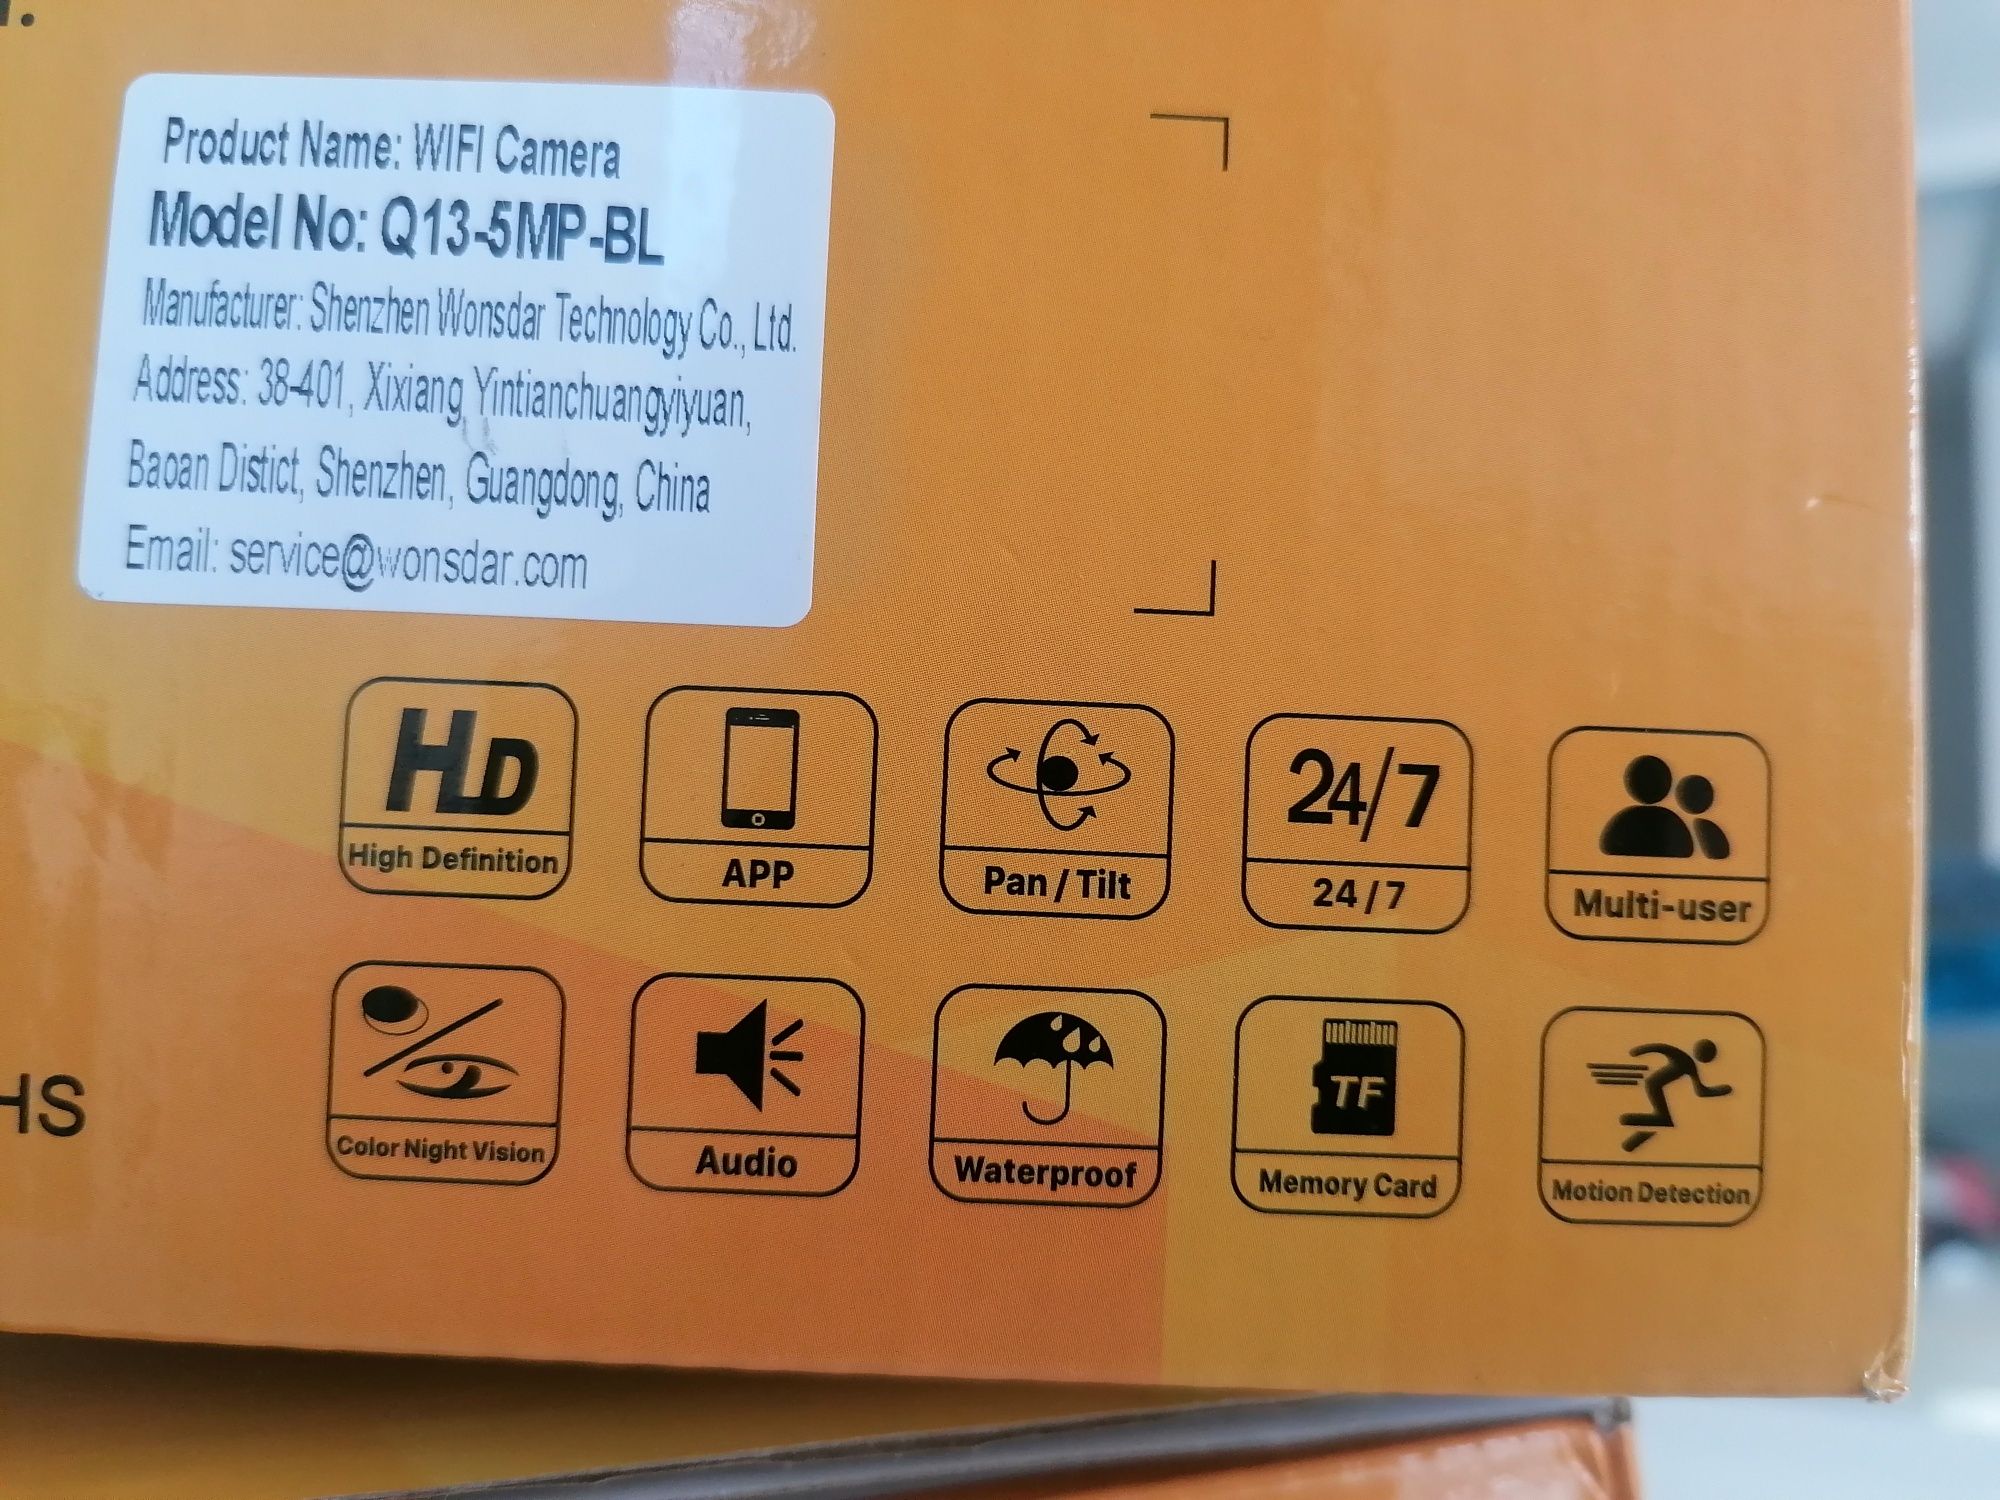 Product Name: WIFI Camera
Model No: Q13-5MP-BL
Manufacturer: Shenzhen Wonsdar Technology Co., Ltd.
Address: 38-401, Xixiang Yintianchuangyiyuan,
Baoan Distict, Shenzhen, Guangdong, China
Email: service@wonsdar.com
HD
High Definition
APP
Pan / Tilt
24/7
24/7
Multi-user
Color Night Vision
Audio
Waterproof
TF
Memory Card
Motion Detection
HS